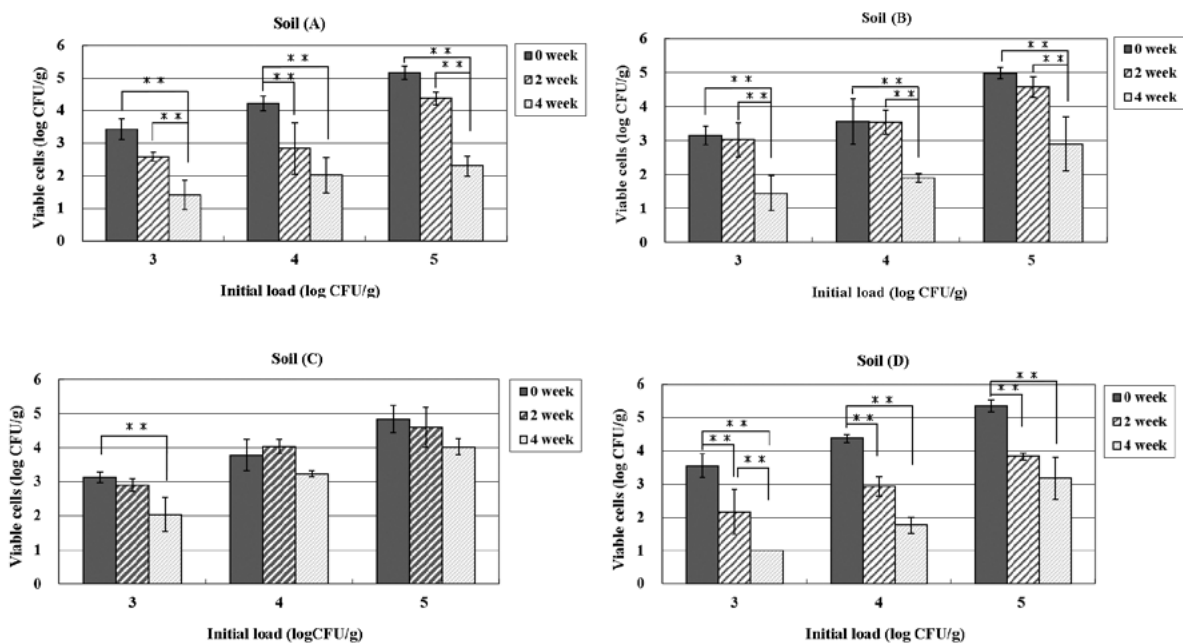 Soil (A)
Viable cells (log CFU/g)
6
5
4
3
2
1
0
** ** ** ** ** **
0 week
2 week
4 week
3 4 5
Initial load (log CFU/g)
Soil (B)
Viable cells (log CFU/g)
6
5
4
3
2
1
0
** ** ** ** ** **
0 week
2 week
4 week
3 4 5
Initial load (log CFU/g)
Soil (C)
Viable cells (log CFU/g)
6
5
4
3
2
1
0
**
0 week
2 week
4 week
3 4 5
Initial load (logCFU/g)
Soil (D)
Viable cells (log CFU/g)
6
5
4
3
2
1
0
** ** ** ** ** ** **
0 week
2 week
4 week
3 4 5
Initial load (log CFU/g)